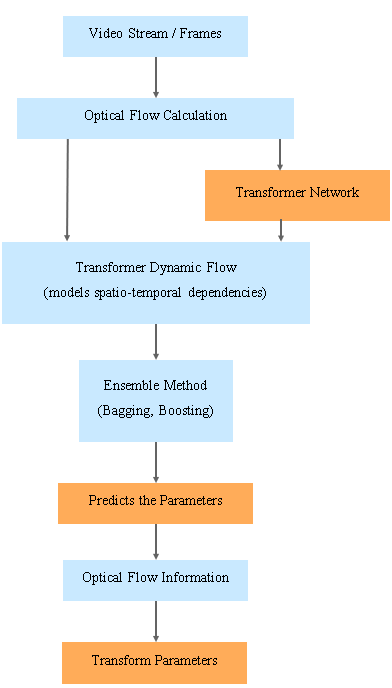 Video Stream / Frames
Optical Flow Calculation
Transformer Network
Transformer Dynamic Flow
(models spatio-temporal dependencies)
Ensemble Method
(Bagging, Boosting)
Predicts the Parameters
Optical Flow Information
Transform Parameters